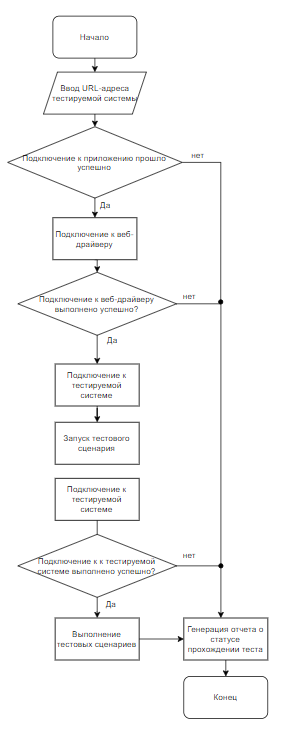 Начало
Ввод URL-адреса
тестируемой системы
Подключение к приложению прошло
успешно
нет
Да
Подключение к веб-
драйверу
Подключение к веб-драйверу
выполнено успешно?
нет
Да
Подключение к
тестируемой
системе
Запуск тестового
сценария
Подключение к
тестируемой
системе
Подключение к к тестируемой
системе выполнено успешно?
нет
Да
Выполнение
тестовых сценариев
Генерация отчета о
статусе
прохождении теста
Конец